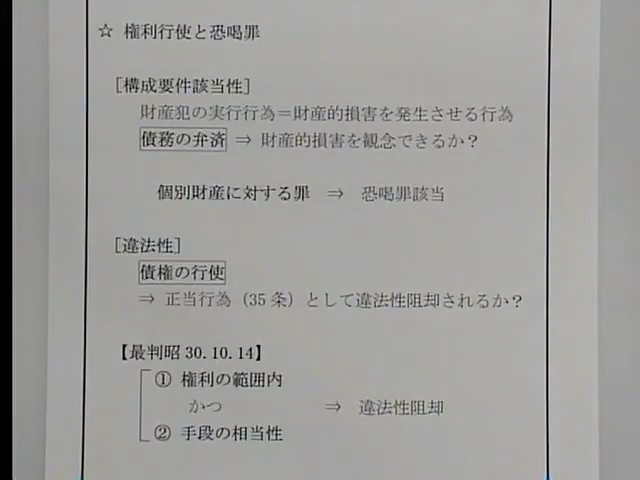 ☆ 権利行使と恐喝罪
[構成要件該当性]
財産犯の実行行為＝財産的損害を発生させる行為
債務の弁済 ⇒ 財産的損害を観念できるか？
個別財産に対する罪 ⇒ 恐喝罪該当
[違法性]
債権の行使
⇒ 正当行為（35条）として違法性阻却されるか？
【最判昭30.10.14】
① 権利の範囲内
かつ ⇒ 違法性阻却
② 手段の相当性